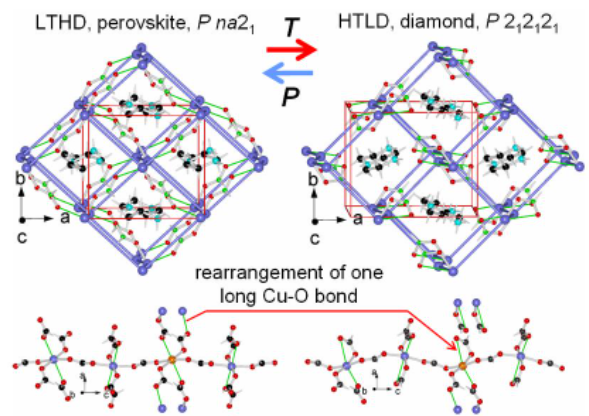 LTHD, perovskite, P na2₁
T
P
HTLD, diamond, P 2₁2₁2₁
b
a
c
b
a
c
rearrangement of one
long Cu-O bond
a
b
c
a
b
c